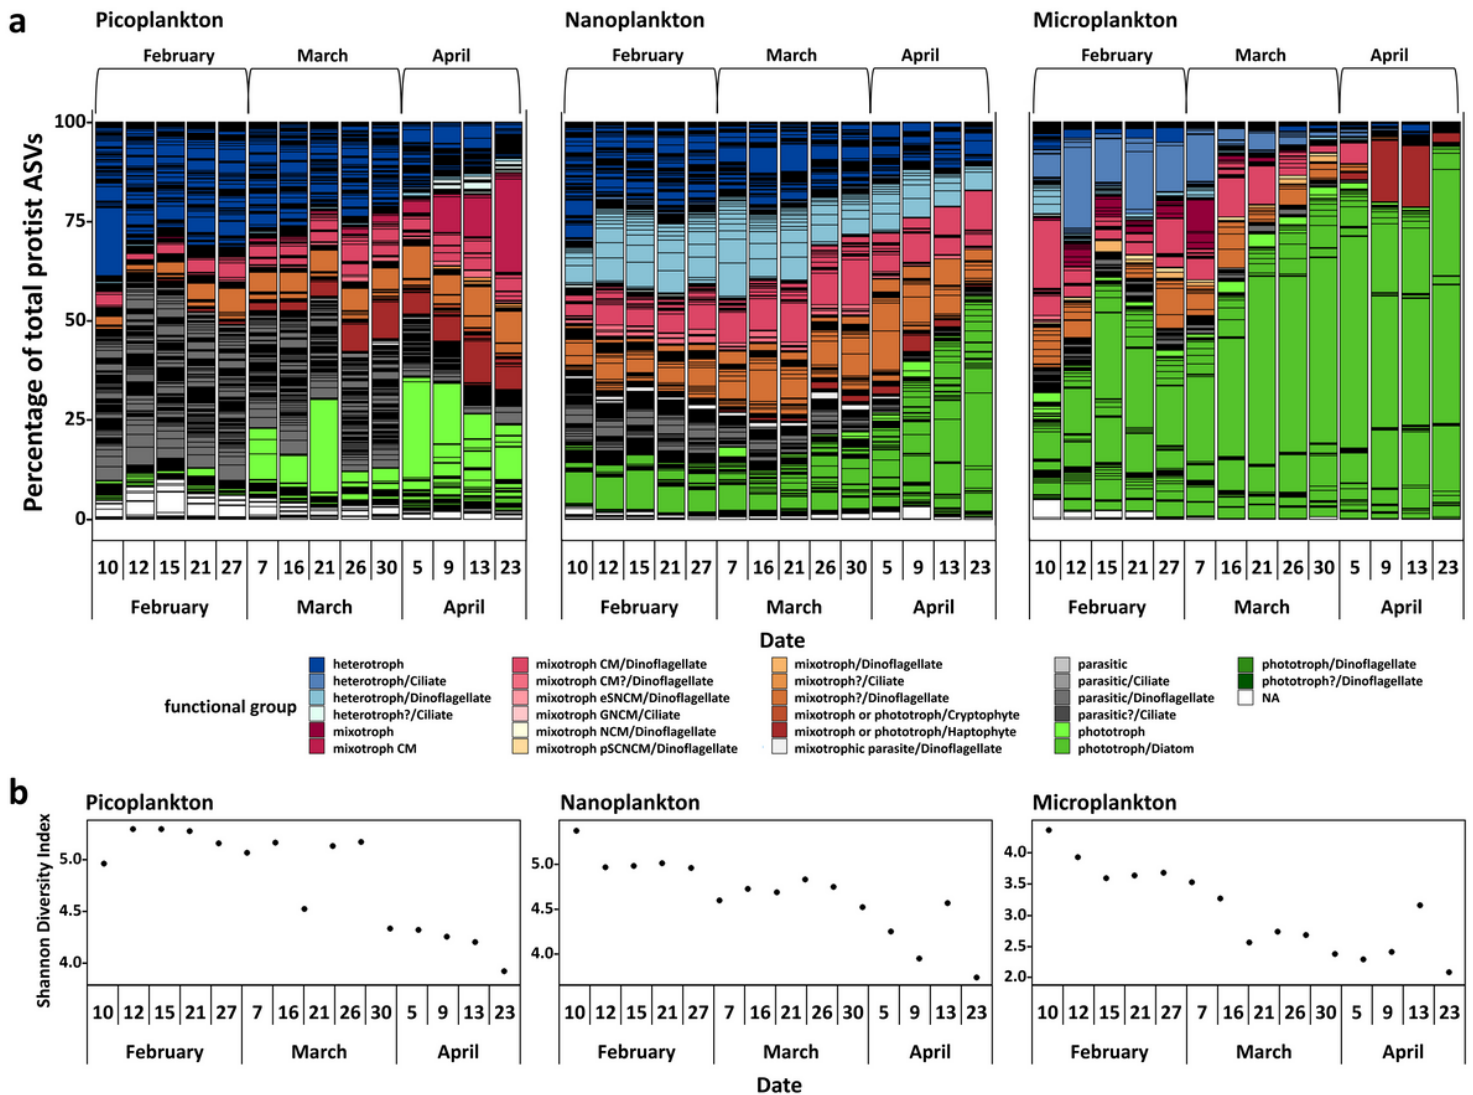 a
Picoplankton Nanoplankton Microplankton
February March April February March April February March April
Percentage of total protist ASVs
100
75
50
25
0
10 12 15 21 27 7 16 21 26 30 5 9 13 23 10 12 15 21 27 7 16 21 26 30 5 9 13 23 10 12 15 21 27 7 16 21 26 30 5 9 13 23
February March April February March April February March April
Date
functional group
heterotroph
heterotroph/Ciliate
heterotroph/Dinoflagellate
heterotroph?/Ciliate
mixotroph
mixotroph CM
mixotroph CM/Dinoflagellate
mixotroph CM?/Dinoflagellate
mixotroph eSNCM/Dinoflagellate
mixotroph GNCM/Ciliate
mixotroph NCM/Dinoflagellate
mixotroph pSCNCM/Dinoflagellate
mixotroph/Dinoflagellate
mixotroph?/Ciliate
mixotroph?/Dinoflagellate
mixotroph or phototroph/Cryptophyte
mixotroph or phototroph/Haptophyte
mixotrophic parasite/Dinoflagellate
parasitic
parasitic/Ciliate
parasitic/Dinoflagellate
parasitic?/Ciliate
phototroph
phototroph/Diatom
phototroph/Dinoflagellate
phototroph?/Dinoflagellate
NA
b
Picoplankton Nanoplankton Microplankton
Shannon Diversity Index
5.0
4.5
4.0
5.0
4.5
4.0
4.0
3.5
3.0
2.5
2.0
10 12 15 21 27 7 16 21 26 30 5 9 13 23 10 12 15 21 27 7 16 21 26 30 5 9 13 23 10 12 15 21 27 7 16 21 26 30 5 9 13 23
February March April February March April February March April
Date